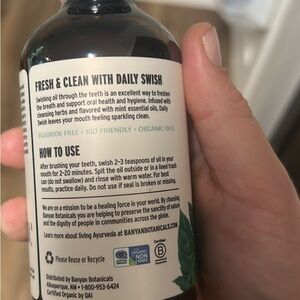 FRESH & CLEAN WITH DAILY SWISH
Swishing oil through the teeth is an excellent way to freshen
the breath and support oral health and hygiene. Infused with
cleansing herbs and flavored with mint essential oils, Daily
Swish leaves your mouth feeling sparkling clean.
FLUORIDE FREE • KID FRIENDLY • ORGANIC OILS
HOW TO USE
After brushing your teeth, swish 2–3 teaspoons of oil in your
mouth for 2-20 minutes. Spit the oil outside or in a lined trash
can (do not swallow) and rinse with warm water. For best
results, practice daily. Do not use if seal is broken or missing.
We are on a mission to be a healing force in your world. By choosing
Banyan Botanicals you are helping to preserve the sanctity of nature
and the dignity of people in communities across the globe.
Learn more about living Ayurveda at BANYANBOTANICALS.COM
Please Reuse or Recycle
ORGANIC
NON
GMO
Certified
B
Corporation
Distributed by Banyan Botanicals
Albuquerque, NM • 1-800-953-6424
Certified Organic by QAI